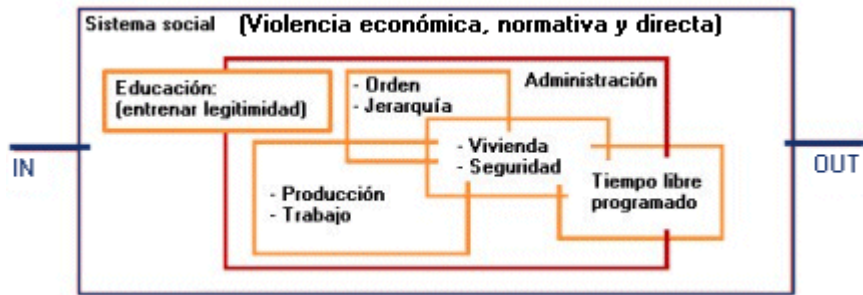 Sistema social (Violencia económica, normativa y directa)
Educación:
(entrenar legitimidad)
- Orden
- Jerarquía
Administración
- Vivienda
- Seguridad
IN
OUT
- Producción
- Trabajo
Tiempo libre
programado